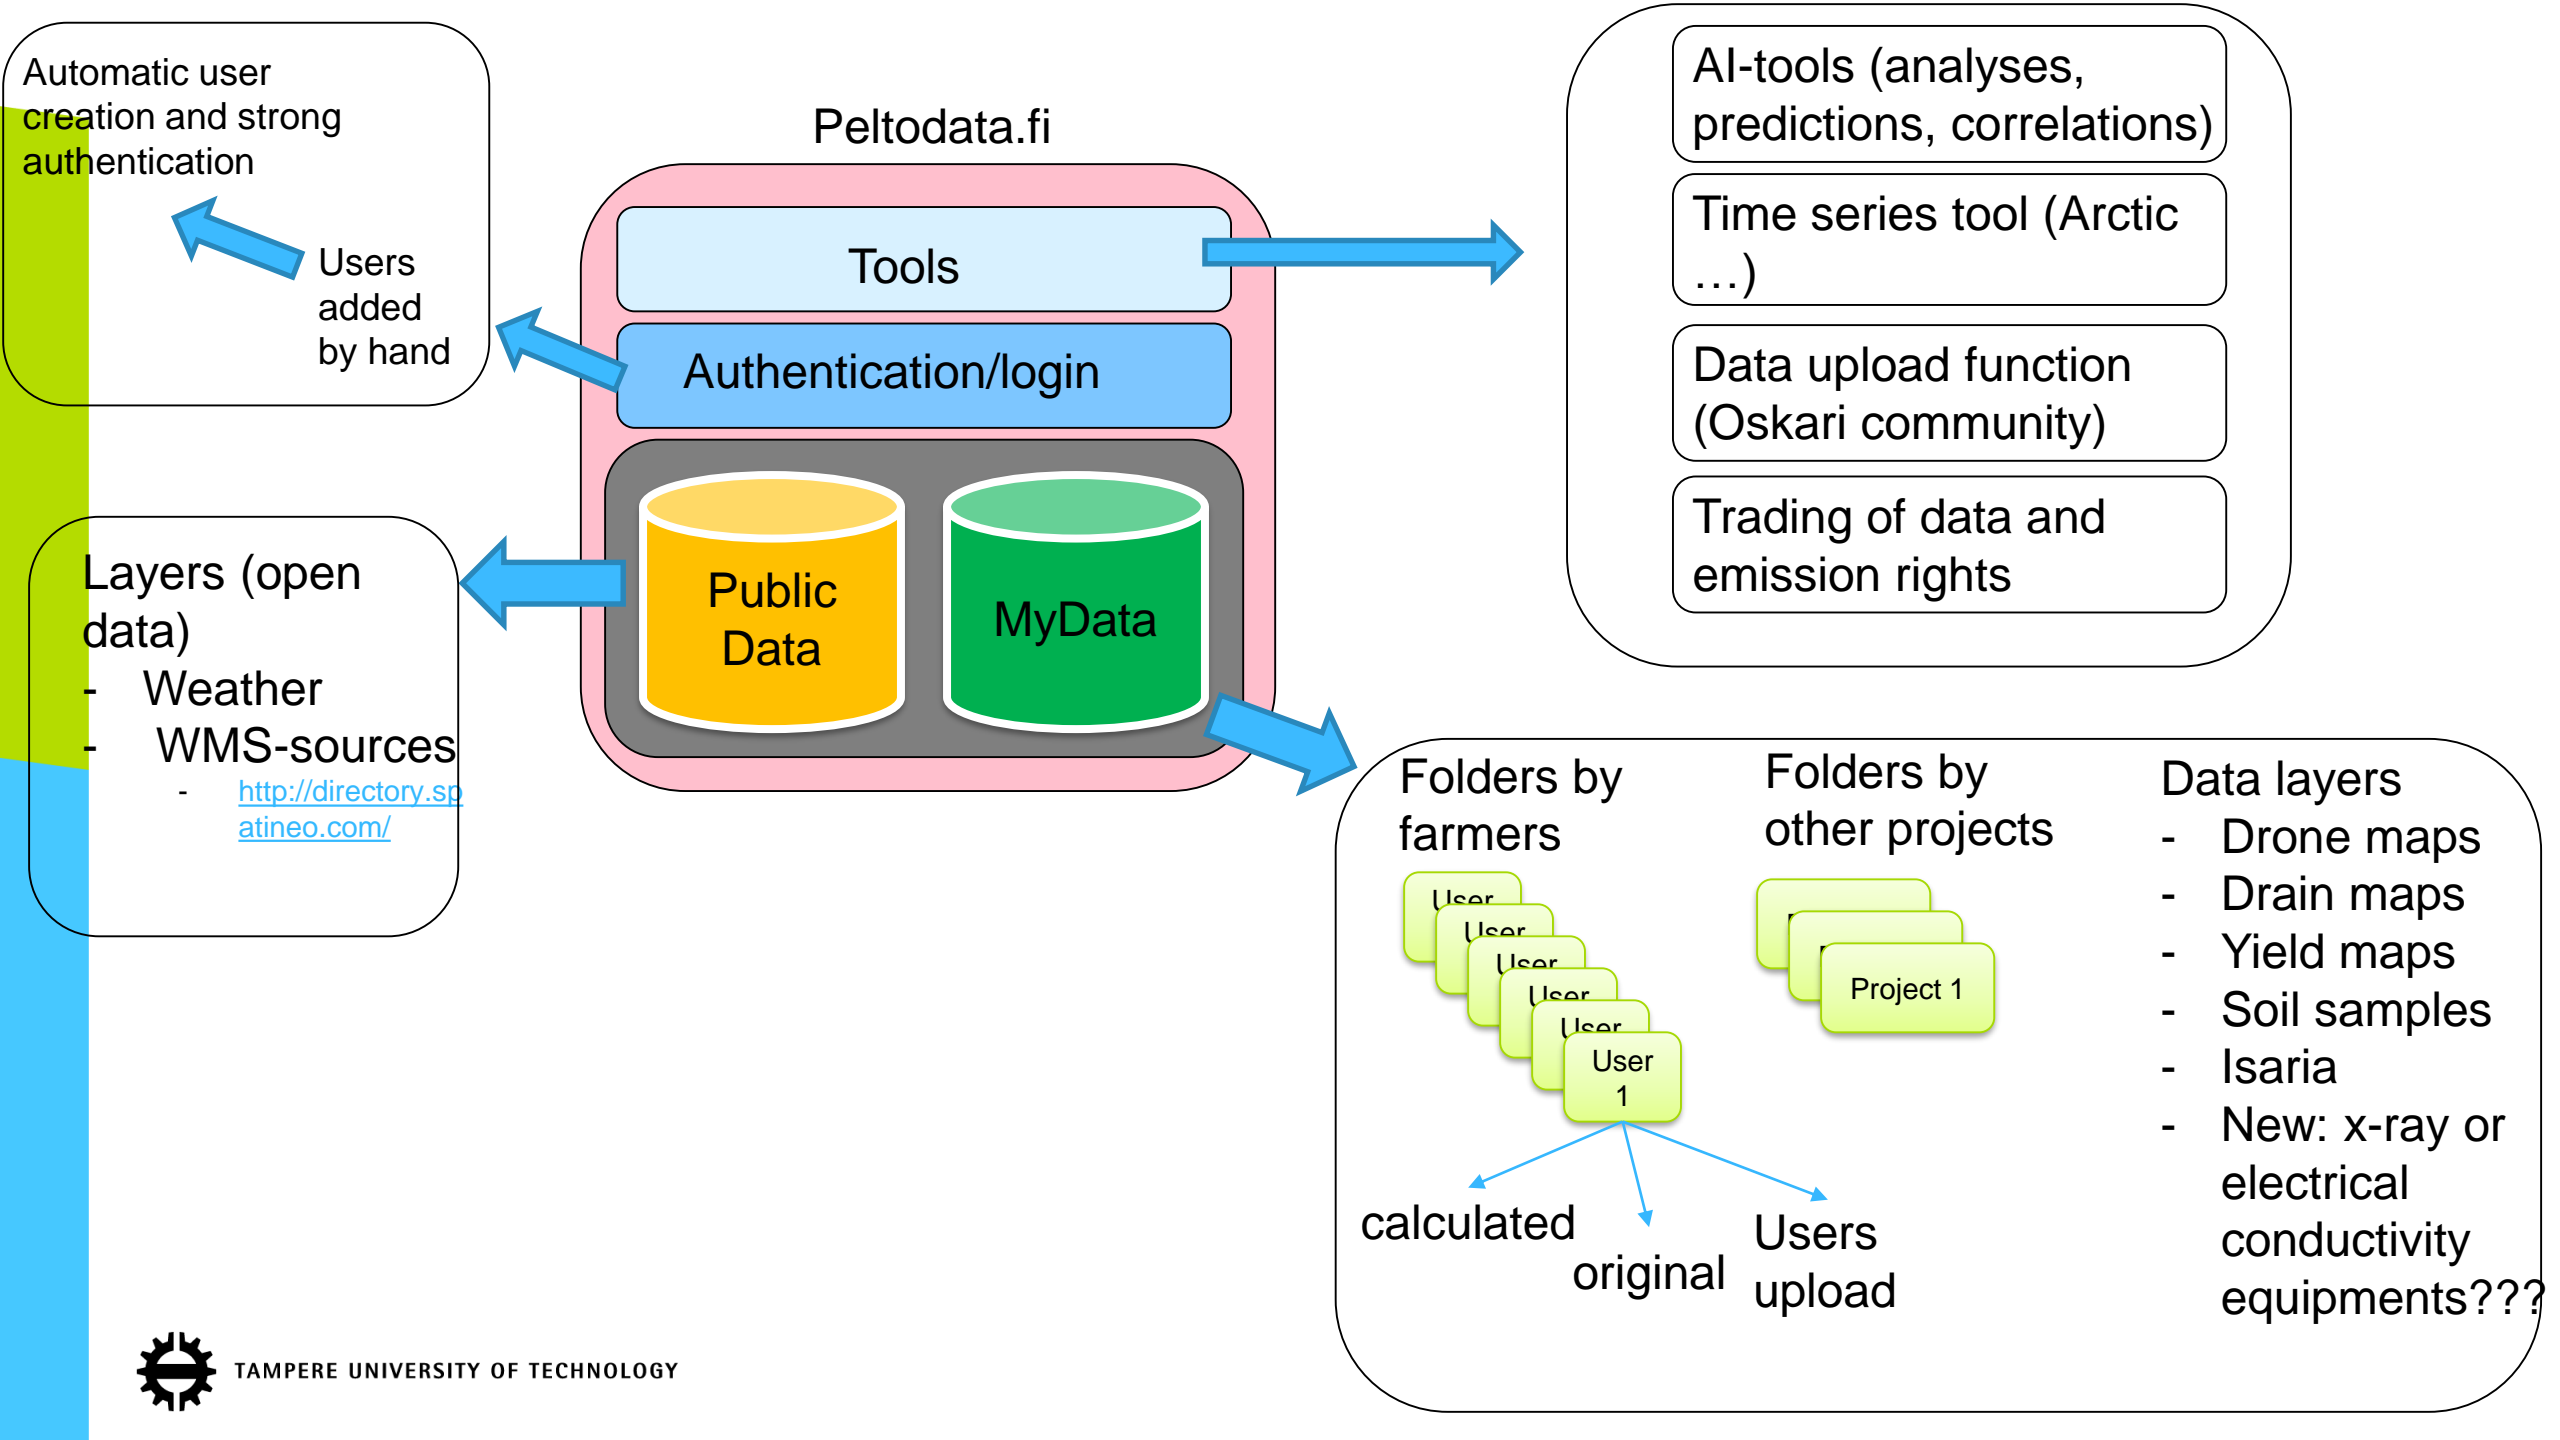 Automatic user
creation and strong
authentication
Users
added
by hand
Peltodata.fi
Tools
Authentication/login
Public
Data
MyData
AI-tools (analyses,
predictions, correlations)
Time series tool (Arctic
…)
Data upload function
(Oskari community)
Trading of data and
emission rights
Layers (open
data)
- Weather
- WMS-sources
- http://directory.sp
atineo.com/
Folders by
farmers
User
User
User
User
User
User
1
calculated
original
Users
upload
Folders by
other projects
Project 1
Data layers
- Drone maps
- Drain maps
- Yield maps
- Soil samples
- Isaria
- New: x-ray or
electrical
conductivity
equipments???
TAMPERE UNIVERSITY OF TECHNOLOGY